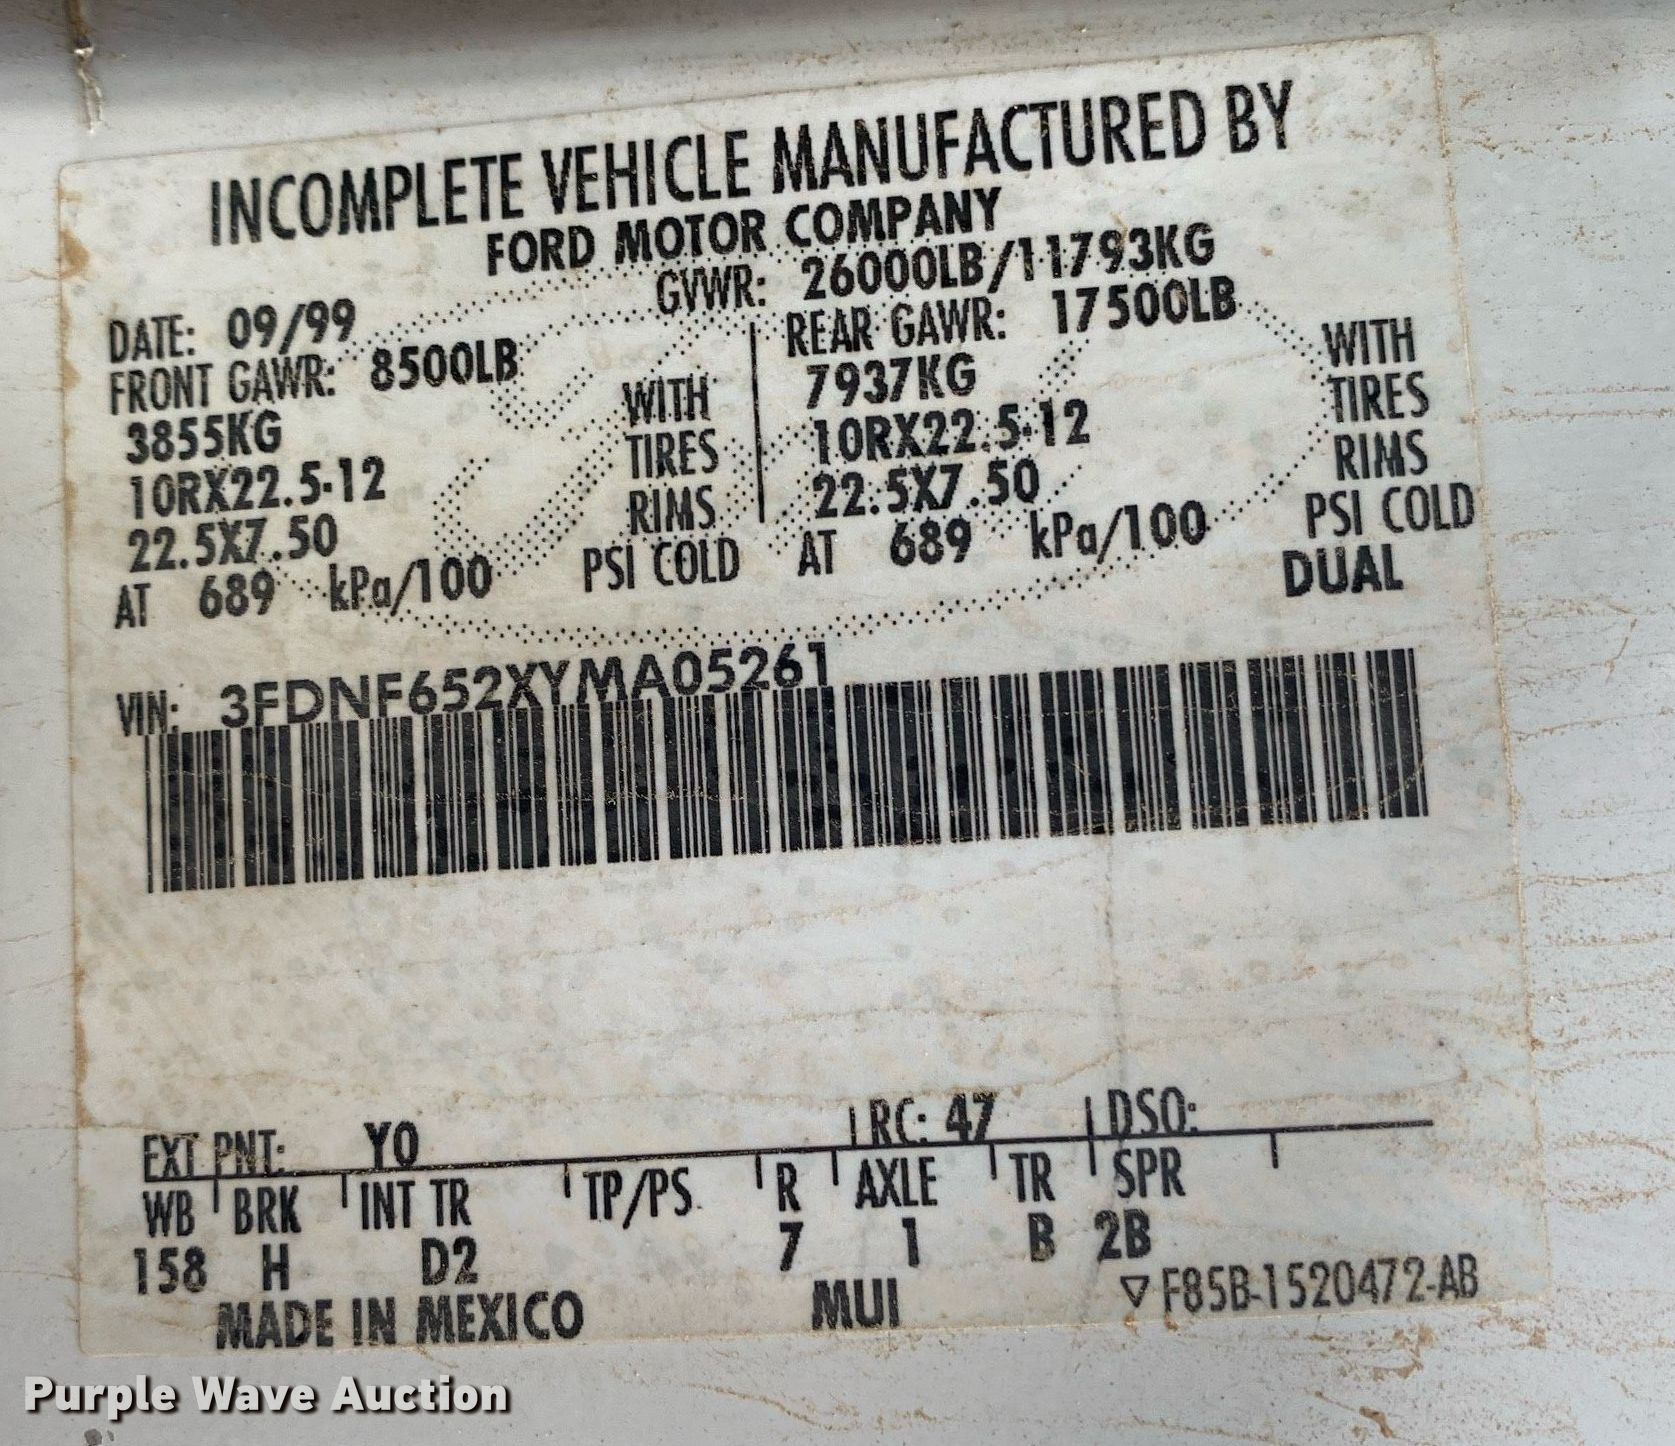 INCOMPLETE VEHICLE MANUFACTURED BY
FORD MOTOR COMPANY
DATE: 09/99 GVWR: 26000LB/11793KG
FRONT GAWR: 8500LB REAR GAWR: 17500LB
3855KG WITH 7937KG WITH
10RX22.5-12 TIRES 10RX22.5-12 TIRES
22.5X7.50 RIMS 22.5X7.50 RIMS
AT 689 kPa/100 PSI COLD AT 689 kPa/100 PSI COLD
DUAL
VIN: 3FDNF652XYMA05261
EXT PNT: YO RC: 47 DSO:
WB BRK INT TR TP/PS R AXLE TR SPR
158 H D2 7 1 B 2B
MADE IN MEXICO MUI ▽ F85B-1520472-AB
Purple Wave Auction